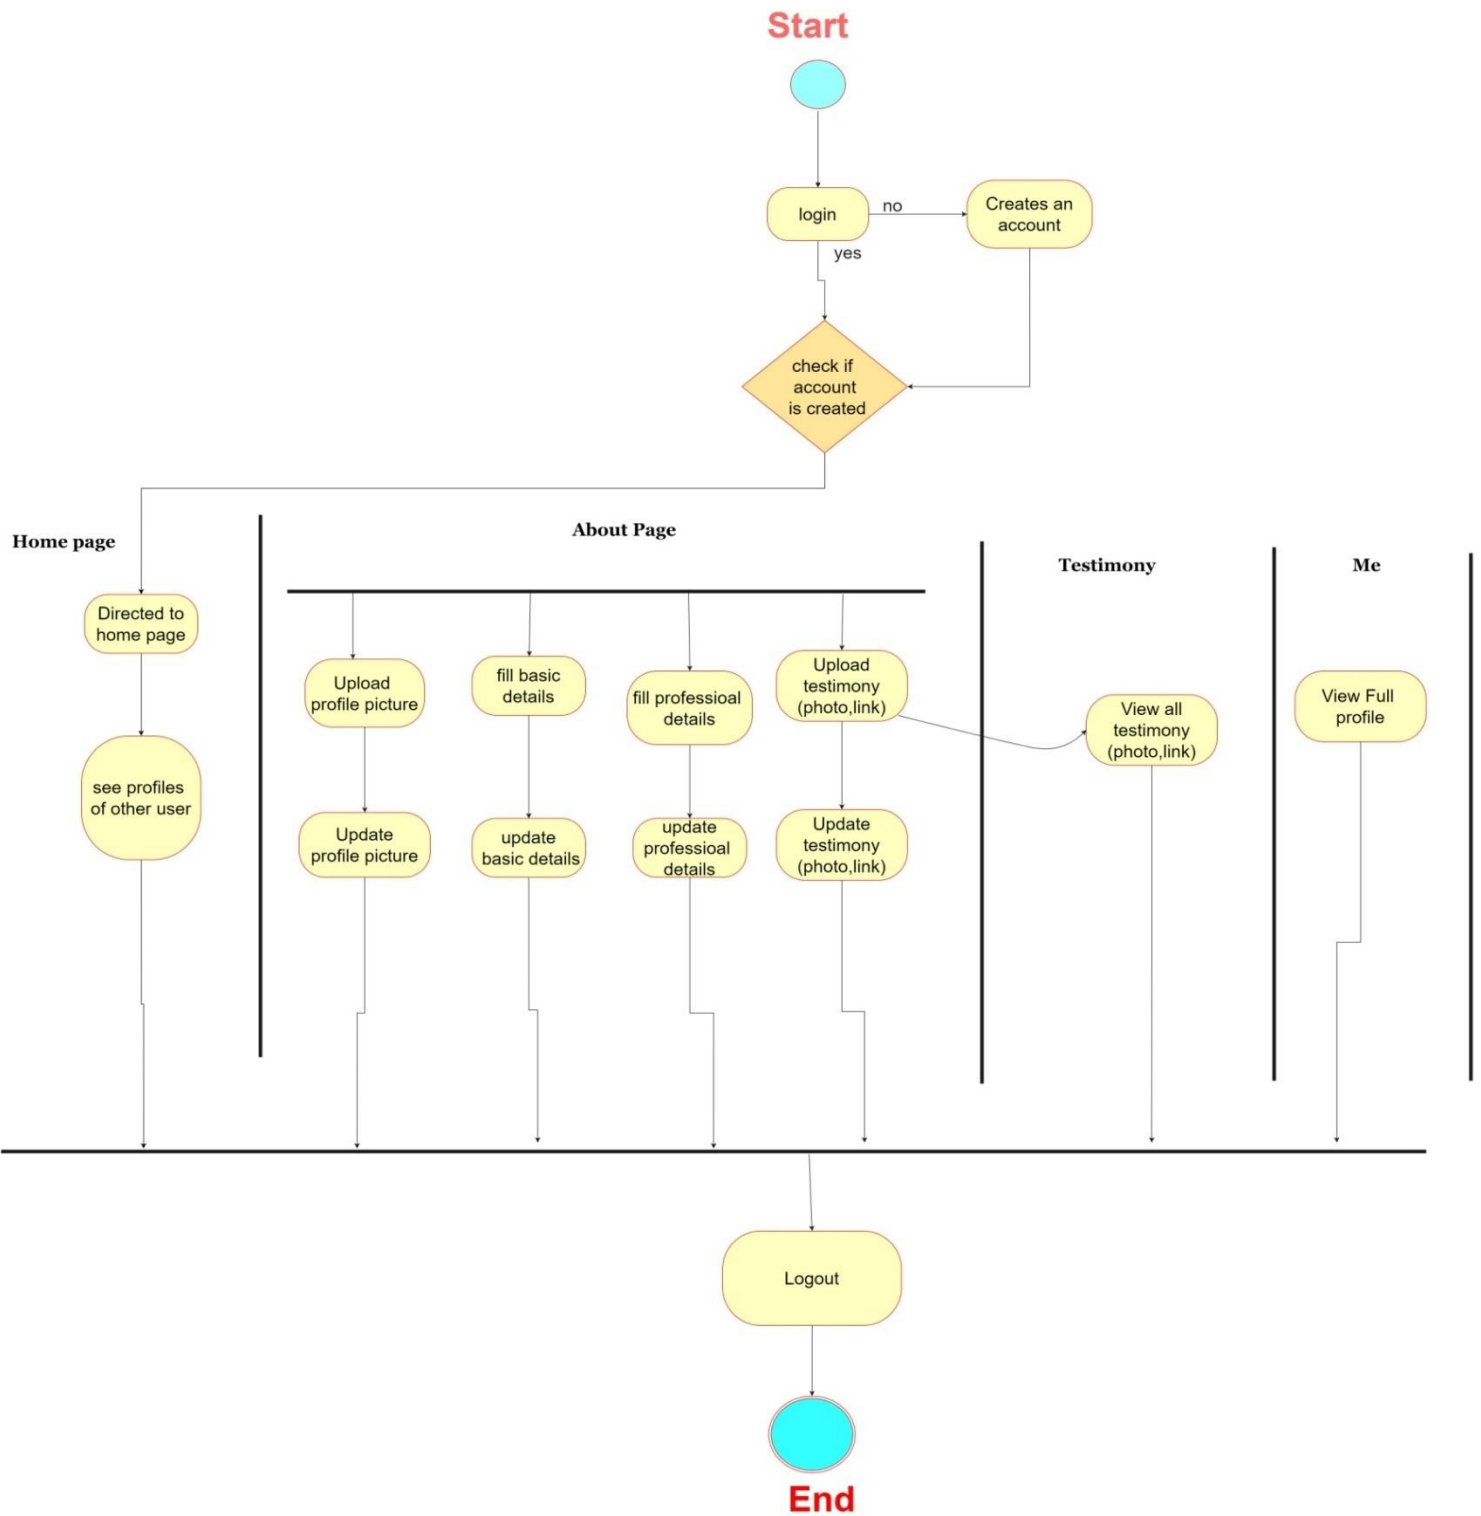 Start
login
no
Creates an
account
yes
check if
account
is created
Home page
About Page
Testimony
Me
Directed to
home page
Upload
profile picture
fill basic
details
fill professioal
details
Upload
testimony
(photo,link)
View all
testimony
(photo,link)
View Full
profile
see profiles
of other user
Update
profile picture
update
basic details
update
professioal
details
Update
testimony
(photo,link)
Logout
End